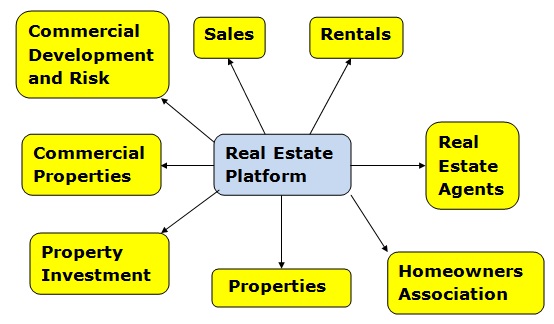 Commercial
Development
and Risk
Sales
Rentals
Commercial
Properties
Real Estate
Platform
Real
Estate
Agents
Property
Investment
Properties
Homeowners
Association